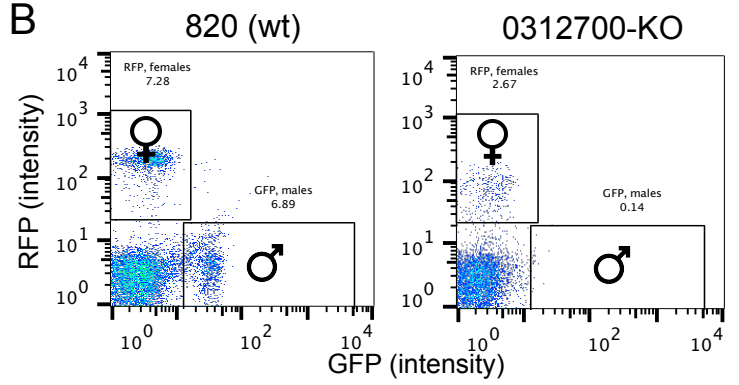 B
820 (wt)
0312700-KO
RFP (intensity)
10^4
10^3
10^2
10^1
10^0
RFP, females
7.28
♀
GFP, males
6.89
♂
10^0
10^2
10^4
10^4
10^3
10^2
10^1
10^0
RFP, females
2.67
♀
GFP, males
0.14
♂
10^0
10^2
10^4
GFP (intensity)